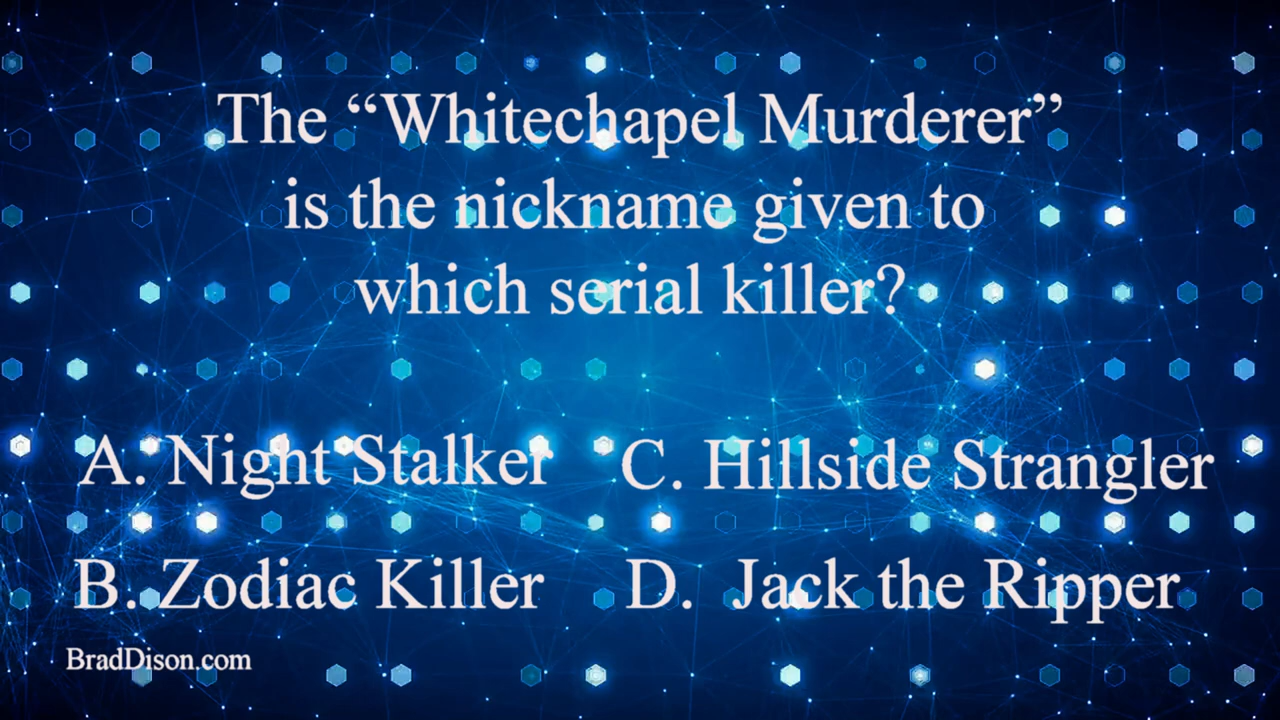 The “Whitechapel Murderer”
is the nickname given to
which serial killer?
A. Night Stalker
B. Zodiac Killer
C. Hillside Strangler
D. Jack the Ripper
BradDison.com